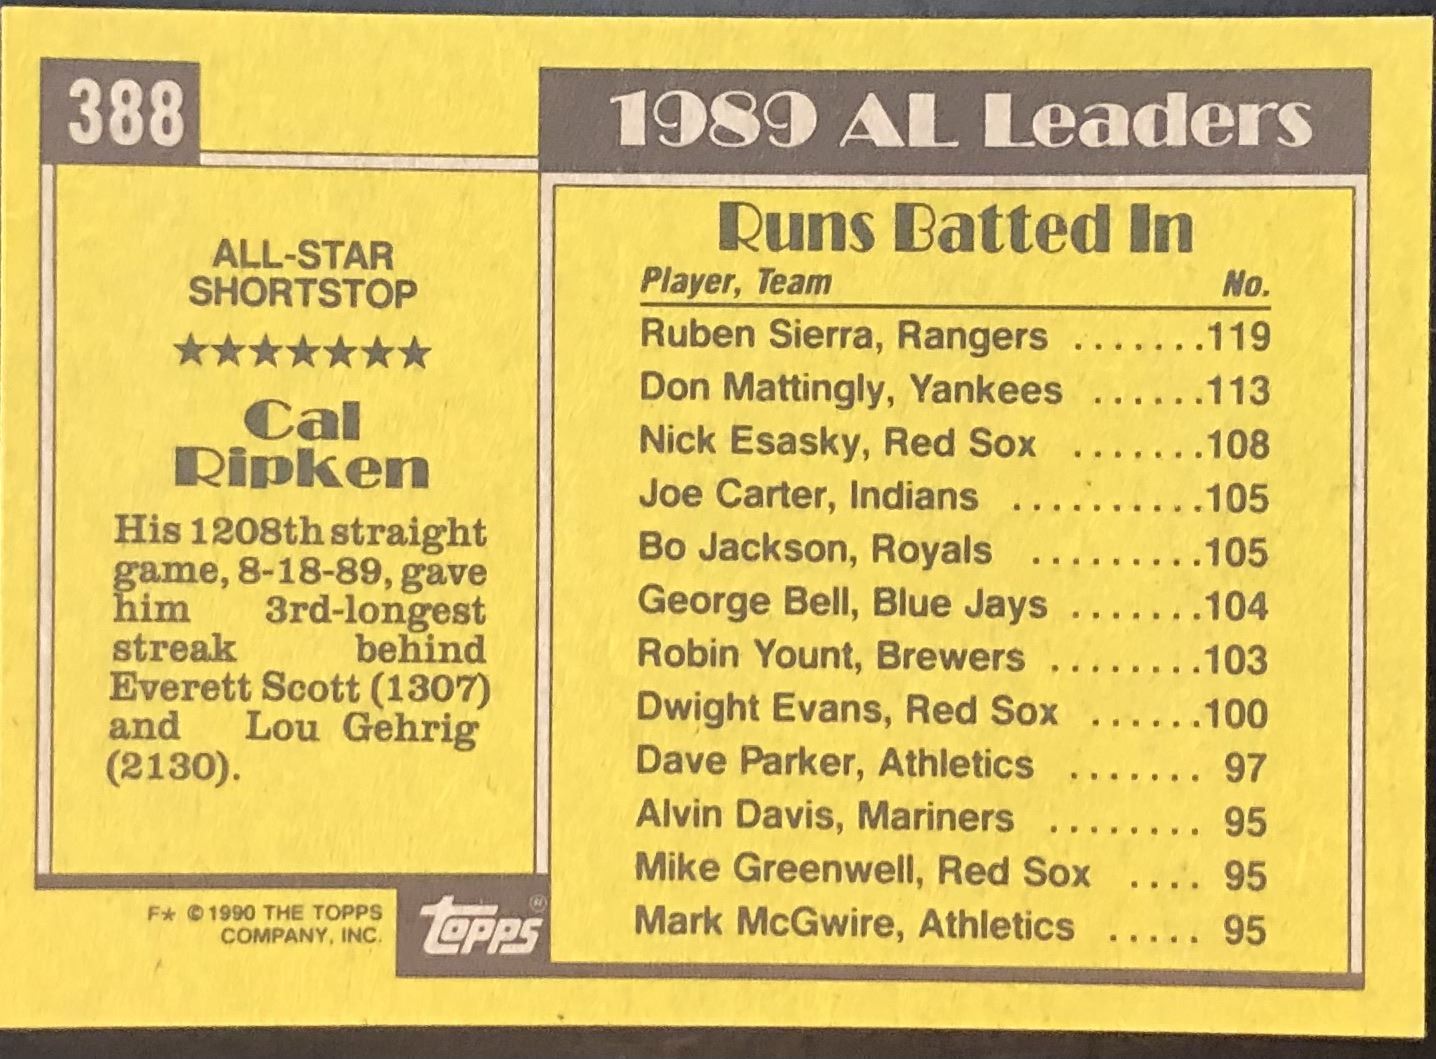 388
ALL-STAR
SHORTSTOP
★★★★★★★
Cal
Ripken
His 1208th straight
game, 8-18-89, gave
him 3rd-longest
streak behind
Everett Scott (1307)
and Lou Gehrig
(2130).
F★ ©1990 THE TOPPS
COMPANY, INC.
TOPPS®
1989 AL Leaders
Runs Batted In
Player, Team No.
Ruben Sierra, Rangers .......119
Don Mattingly, Yankees ......113
Nick Esasky, Red Sox .......108
Joe Carter, Indians ..........105
Bo Jackson, Royals .........105
George Bell, Blue Jays .......104
Robin Yount, Brewers ........103
Dwight Evans, Red Sox ......100
Dave Parker, Athletics ....... 97
Alvin Davis, Mariners ........ 95
Mike Greenwell, Red Sox .... 95
Mark McGwire, Athletics ..... 95